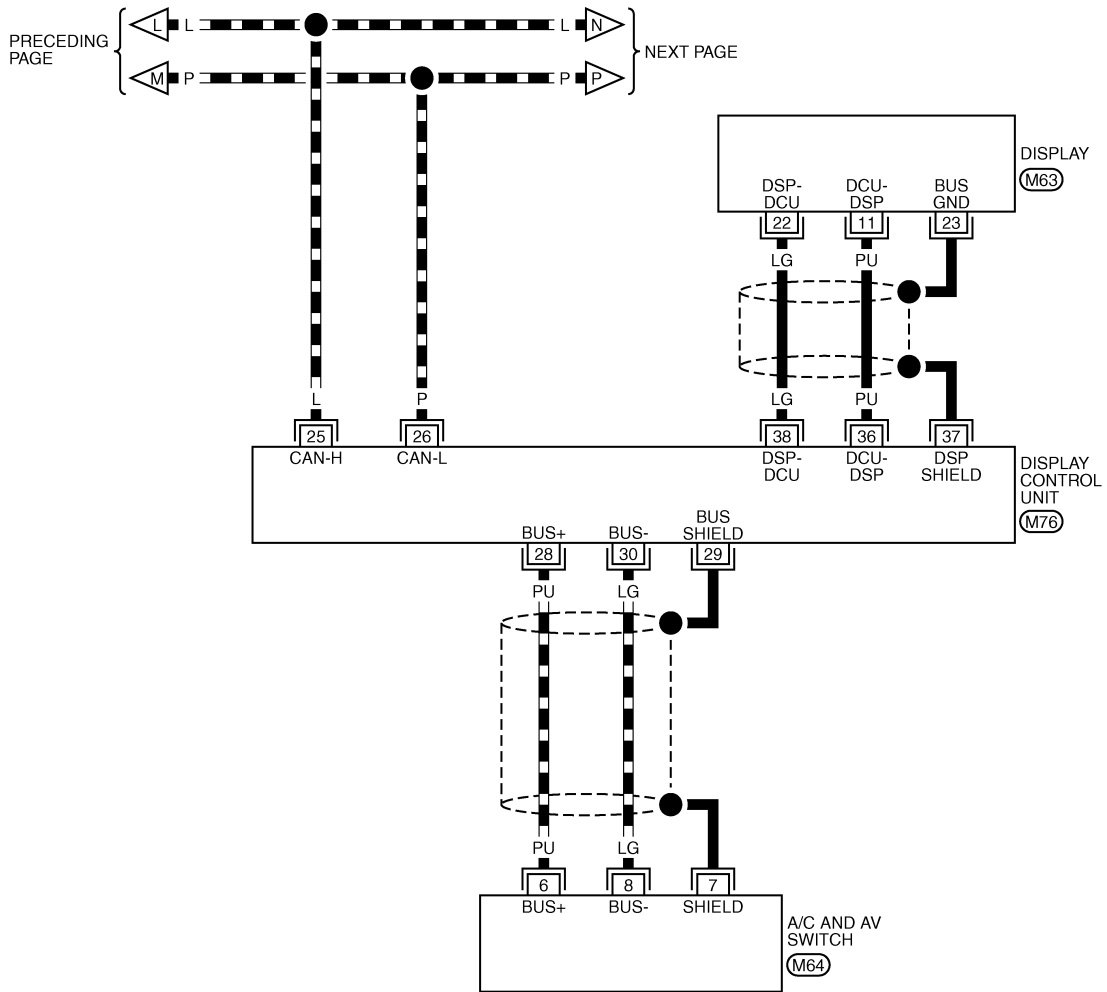 PRECEDING
PAGE
L L L N
M P P P
NEXT PAGE
DISPLAY
M63
DSP-
DCU
DCU-
DSP
BUS
GND
22 11 23
LG PU
L P LG PU
25 26 38 36 37
CAN-H CAN-L
DSP-
DCU
DCU-
DSP
DSP
SHIELD
DISPLAY
CONTROL
UNIT
M76
BUS+ BUS-
BUS
SHIELD
28 30 29
PU LG
PU LG
6 8 7
BUS+ BUS- SHIELD
A/C AND AV
SWITCH
M64